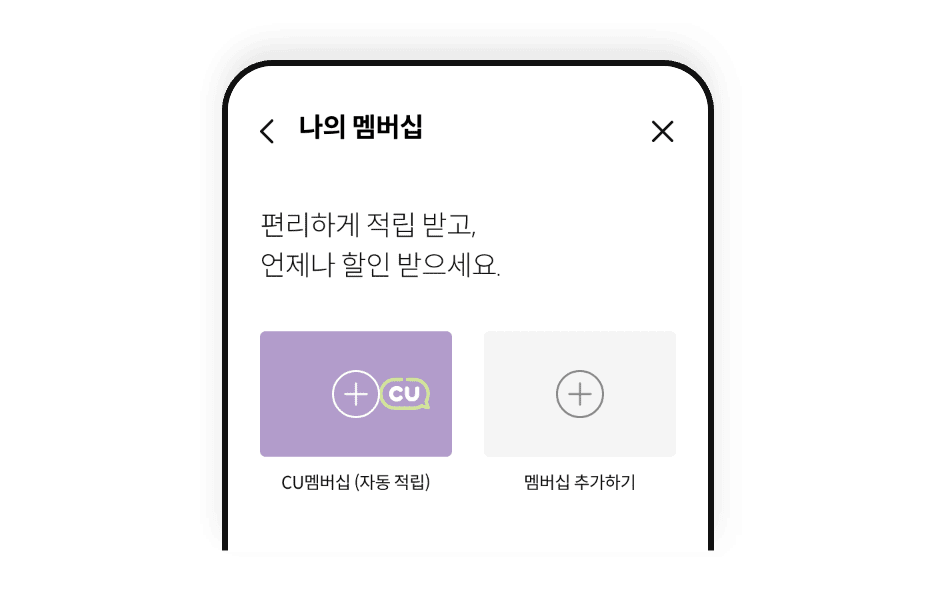 나의 멤버십
편리하게 적립 받고,
언제나 할인 받으세요.
CU
CU멤버십 (자동 적립)
멤버십 추가하기